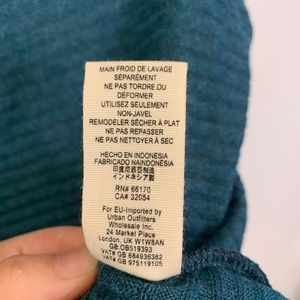 MAIN FROID DE LAVAGE
SÉPARÉMENT
NE PAS TORDRE,OU
DÉFORMER
UTILISEZ SEULEMENT
NON-JAVEL
REMODELER SÉCHER À PLAT
NE PAS REPASSER
NE PAS NETTOYER À SEC
HECHO EN INDONESIA
FABRICADO NAINDONÉSIA
印度尼西亞製造
インドネシア製
RN# 66170
CA# 32054
For EU-Imported by
Urban Outfitters
Wholesale Inc.
24 Market Place
London, UK W1W8AN
GB.OB519393
VAT# GB 684936382
VAT# GB 975119105